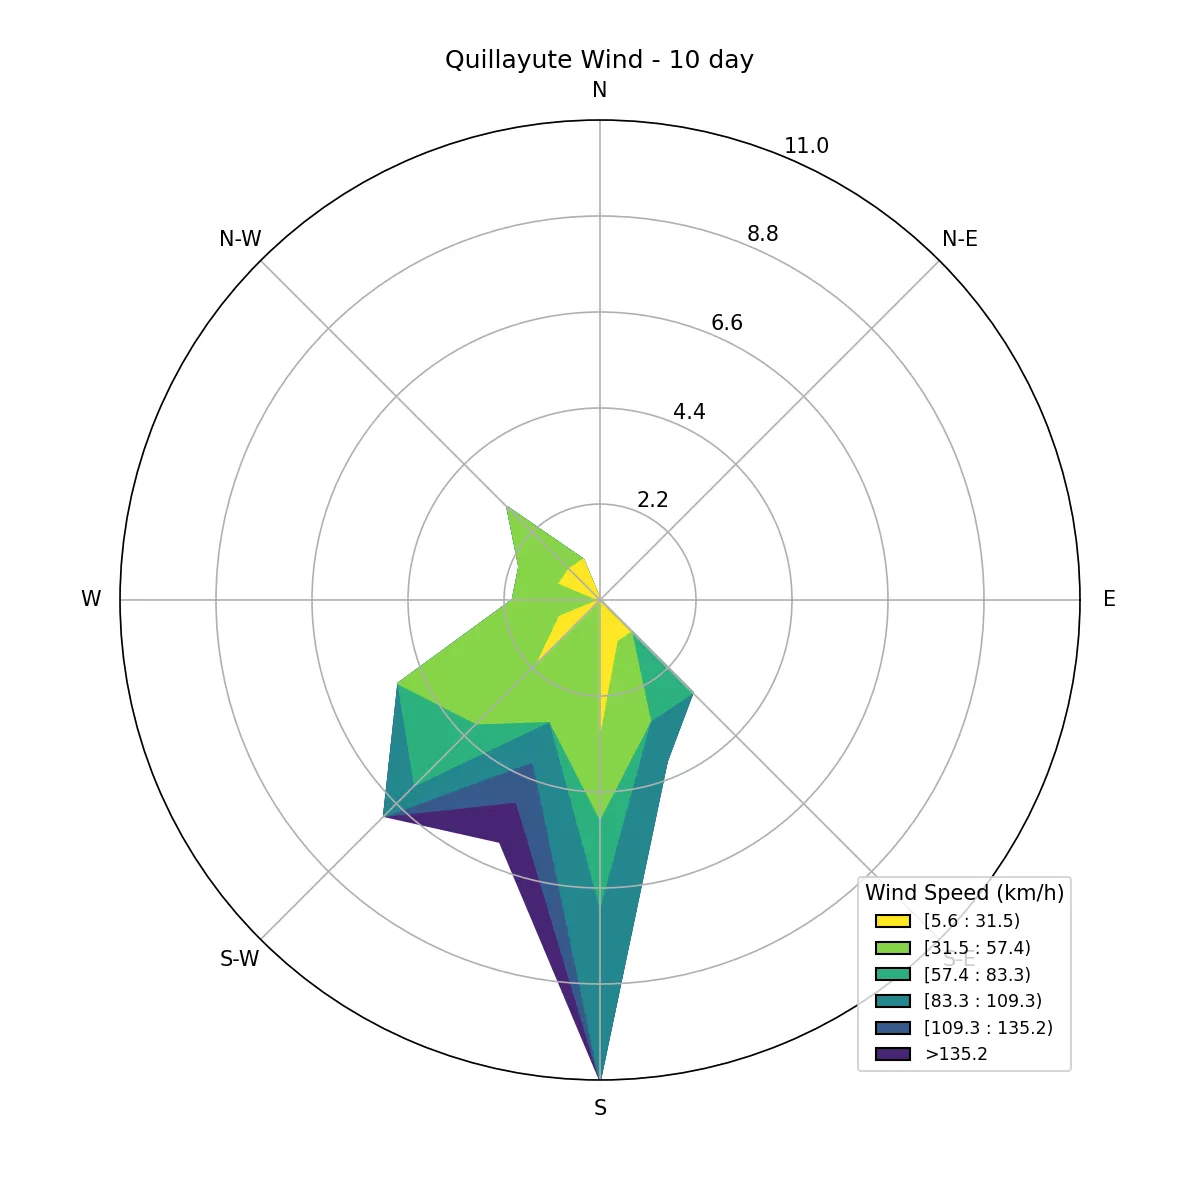 Quillayute Wind - 10 day
N
11.0
N-W
8.8
N-E
6.6
4.4
2.2
W
E
Wind Speed (km/h)
[5.6 : 31.5)
[31.5 : 57.4)
S-W
S-E
[57.4 : 83.3)
[83.3 : 109.3)
[109.3 : 135.2)
>135.2
S